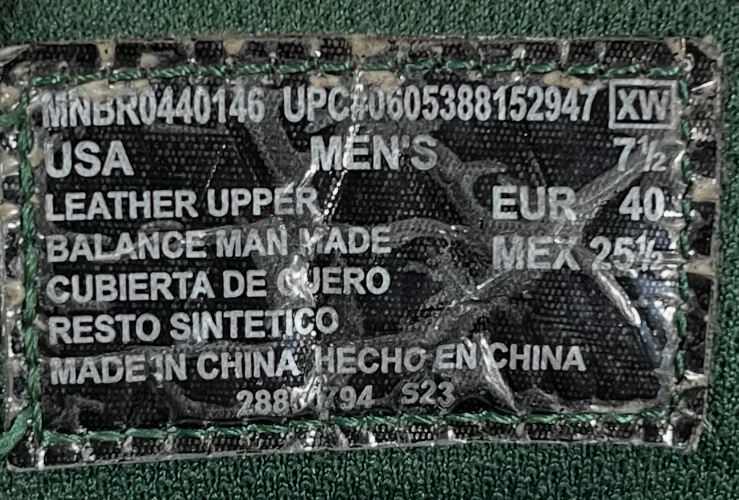 MNBR0440146 UPC#0605388152947 XW
USA MEN'S 7½
LEATHER UPPER EUR 40
BALANCE MAN MADE MEX 25½
CUBIERTA DE CUERO
RESTO SINTETICO
MADE IN CHINA HECHO EN CHINA
S23